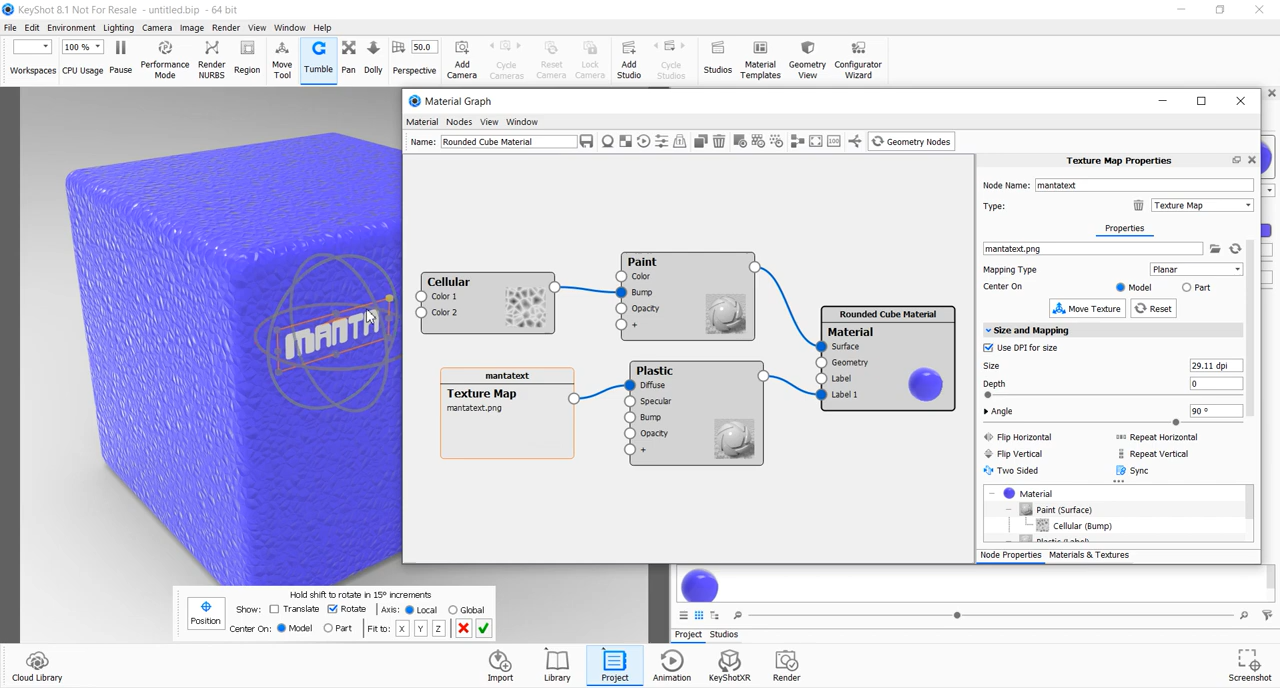 KeyShot 8.1 Not For Resale - untitled.bip - 64 bit
File Edit Environment Lighting Camera Image Render View Window Help
100 % 50.0
Workspaces CPU Usage Pause Performance Mode Render NURBS Region Move Tool Tumble Pan Dolly Perspective Add Camera Cycle Cameras Reset Camera Lock Camera Add Studio Cycle Studios Studios Material Templates Geometry View Configurator Wizard
Material Graph
Material Nodes View Window
Name: Rounded Cube Material 100 Geometry Nodes
Texture Map Properties
Node Name: mantatext
Type: Texture Map
Properties
mantatext.png
Mapping Type Planar
Center On Model Part
Move Texture Reset
Size and Mapping
Use DPI for size
Size 29.11 dpi
Depth 0
Angle 90 °
Flip Horizontal Repeat Horizontal
Flip Vertical Repeat Vertical
Two Sided Sync
Material
Paint (Surface)
Cellular (Bump)
Plastic (Label)
Node Properties Materials & Textures
Cellular
Color 1
Color 2
Paint
Color
Bump
Opacity
+
mantatext
Texture Map
mantatext.png
Plastic
Diffuse
Specular
Bump
Opacity
+
Rounded Cube Material
Material
Surface
Geometry
Label
Label 1
MANTA
Hold shift to rotate in 15° increments
Position Show: Translate Rotate Axis: Local Global
Center On: Model Part Fit to: X Y Z
Project Studios
Cloud Library Import Library Project Animation KeyShotXR Render Screenshot